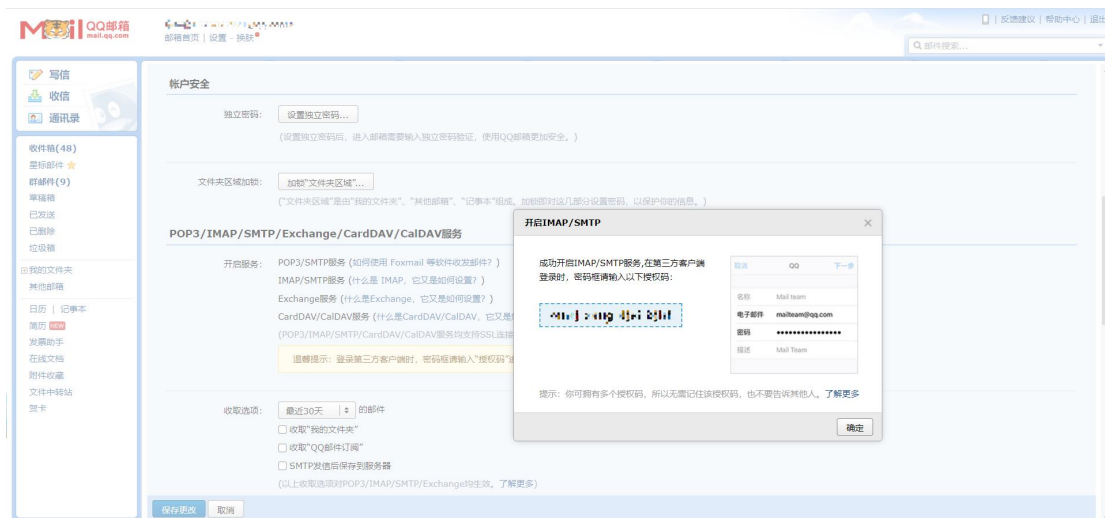 Mail QQ邮箱
mail.qq.com
邮箱首页 | 设置 - 换肤
反馈建议 | 帮助中心 | 退出
邮件搜索...
写信
收信
通讯录
收件箱(48)
星标邮件
群邮件(9)
草稿箱
已发送
已删除
垃圾箱
我的文件夹
其他邮箱
日历 | 记事本
简历 NEW
发票助手
在线文档
附件收藏
文件中转站
贺卡
帐户安全
独立密码: 设置独立密码...
(设置独立密码后，进入邮箱需要输入独立密码验证，使用QQ邮箱更加安全。)
文件夹区域加锁: 加锁"文件夹区域"...
("文件夹区域"是由"我的文件夹"、"其他邮箱"、"记事本"组成。加锁即对这几部分设置密码，以保护你的信息。)
POP3/IMAP/SMTP/Exchange/CardDAV/CalDAV服务
开启服务: POP3/SMTP服务 (如何使用 Foxmail 等软件收发邮件？)
IMAP/SMTP服务 (什么是 IMAP，它又是如何设置？)
Exchange服务 (什么是Exchange，它又是如何设置？)
CardDAV/CalDAV服务 (什么是CardDAV/CalDAV，它又是
(POP3/IMAP/SMTP/CardDAV/CalDAV服务均支持SSL连接
温馨提示：登录第三方客户端时，密码框请输入"授权码"
收取选项: 最近30天 的邮件
收取"我的文件夹"
收取"QQ邮件订阅"
SMTP发信后保存到服务器
(以上收取选项对POP3/IMAP/SMTP/Exchange均生效。了解更多)
保存更改 取消
开启IMAP/SMTP
成功开启IMAP/SMTP服务,在第三方客户端
登录时，密码框请输入以下授权码：
取消 QQ 下一步
名称 Mail team
电子邮件 mailteam@qq.com
密码 ••••••••••••••••
描述 Mail Team
提示：你可拥有多个授权码，所以无需记住该授权码，也不要告诉其他人。了解更多
确定